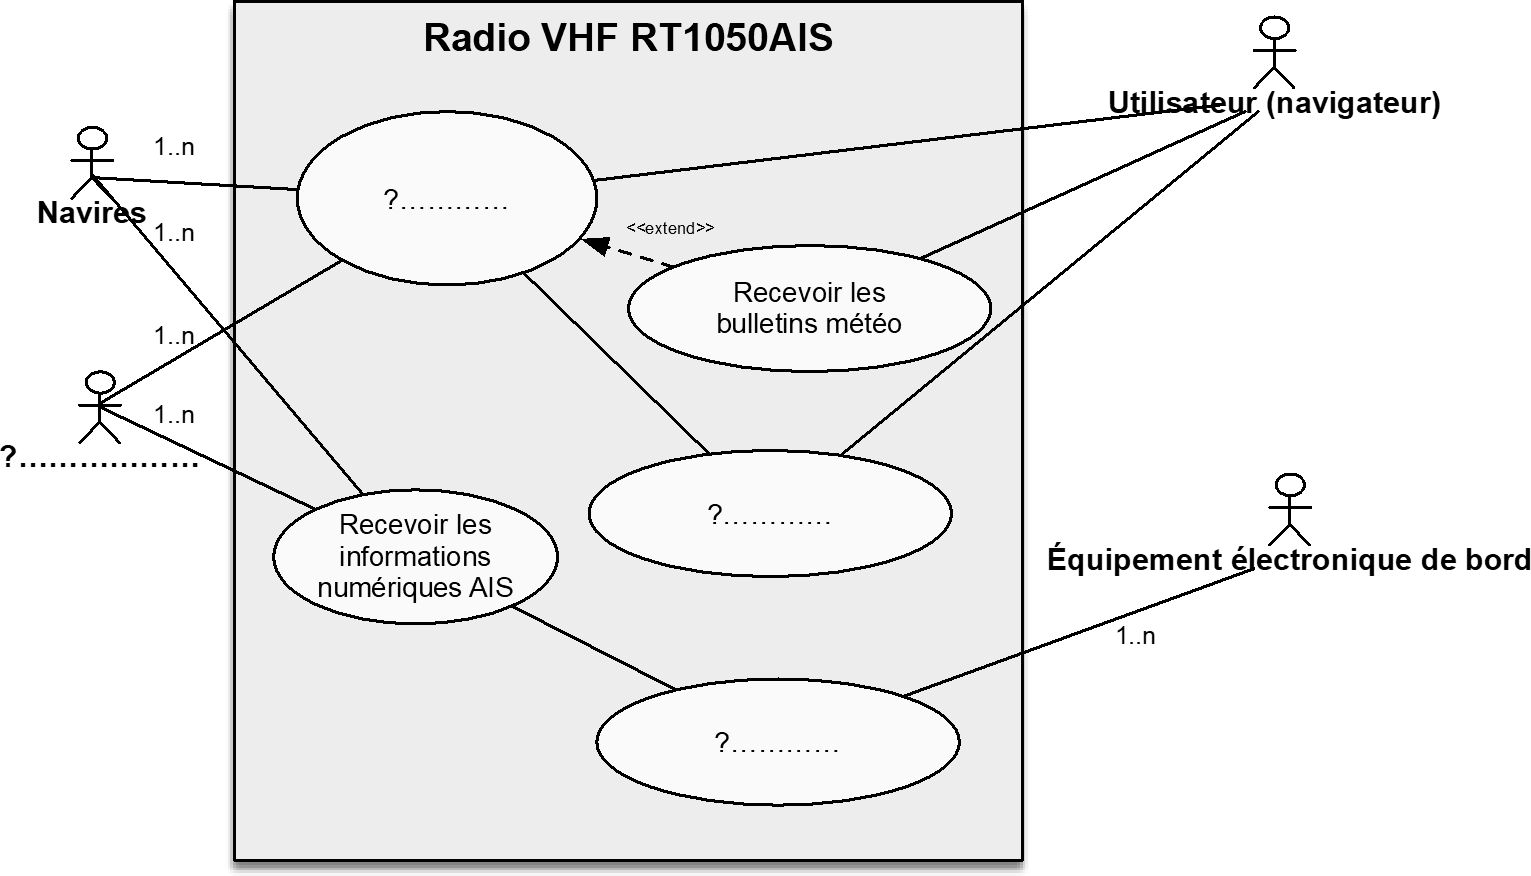 Radio VHF RT1050AIS
Utilisateur (navigateur)
1..n
Navires
?............
1..n
<<extend>>
Recevoir les
bulletins météo
1..n
1..n
?..................
?............
Recevoir les
informations
numériques AIS
Équipement électronique de bord
1..n
?............